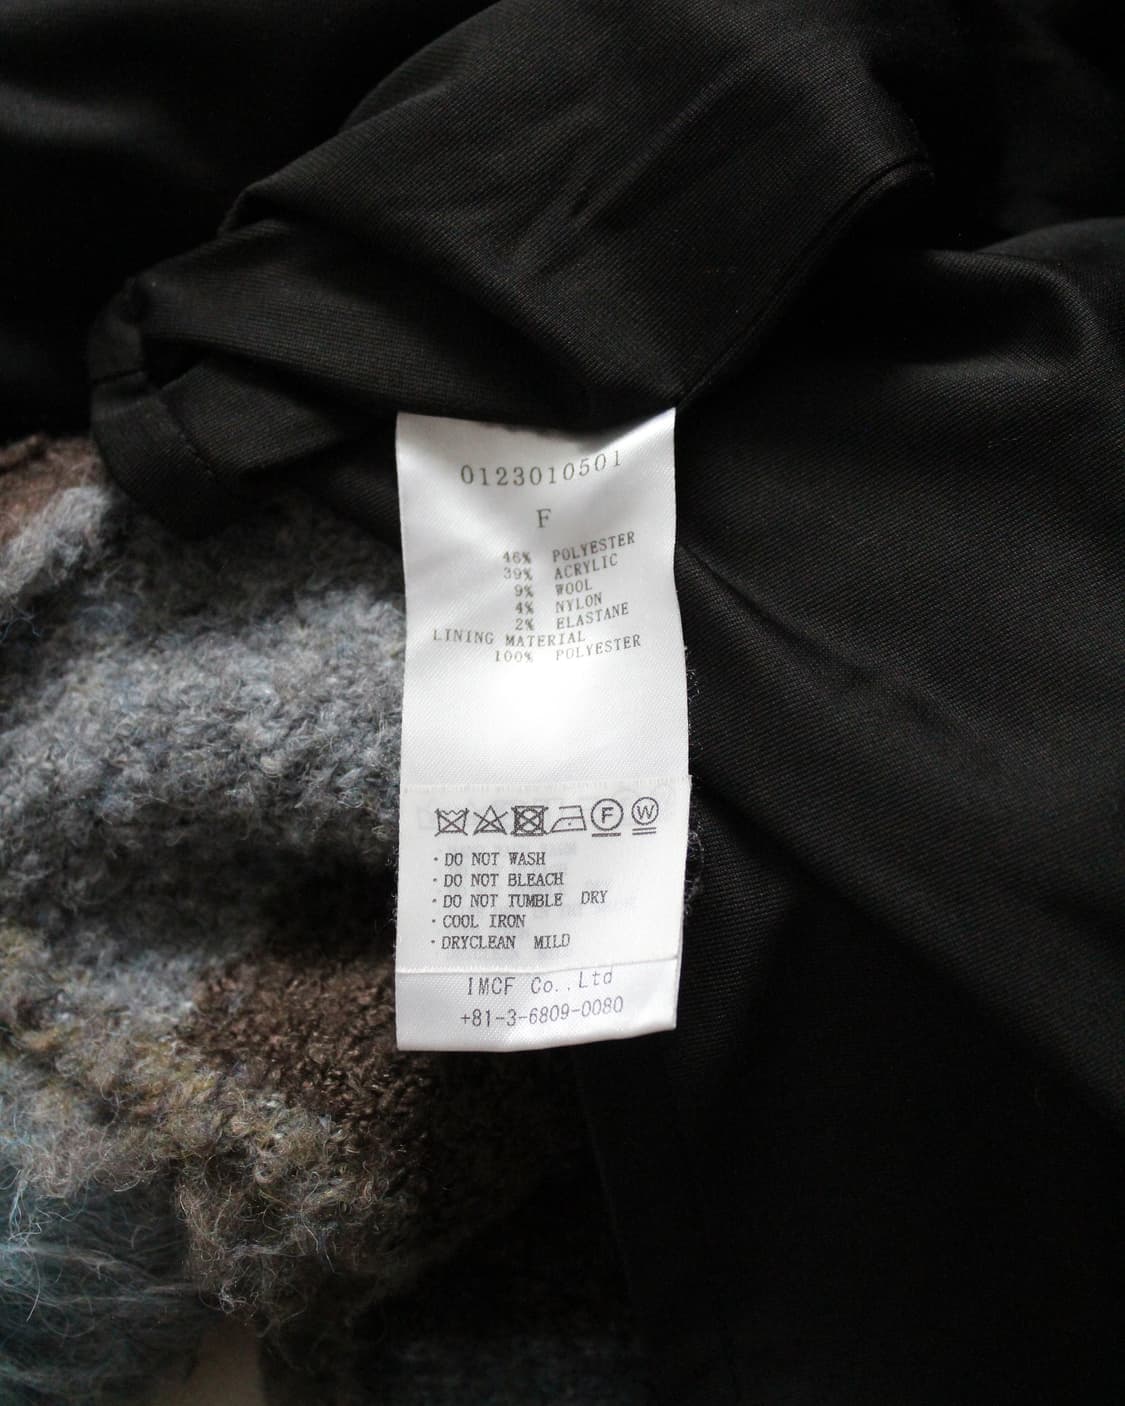 0123010501
F
46% POLYESTER
39% ACRYLIC
9% WOOL
4% NYLON
2% ELASTANE
LINING MATERIAL
100% POLYESTER
F W
・DO NOT WASH
・DO NOT BLEACH
・DO NOT TUMBLE DRY
・COOL IRON
・DRYCLEAN MILD
IMCF Co.,Ltd
+81-3-6809-0080